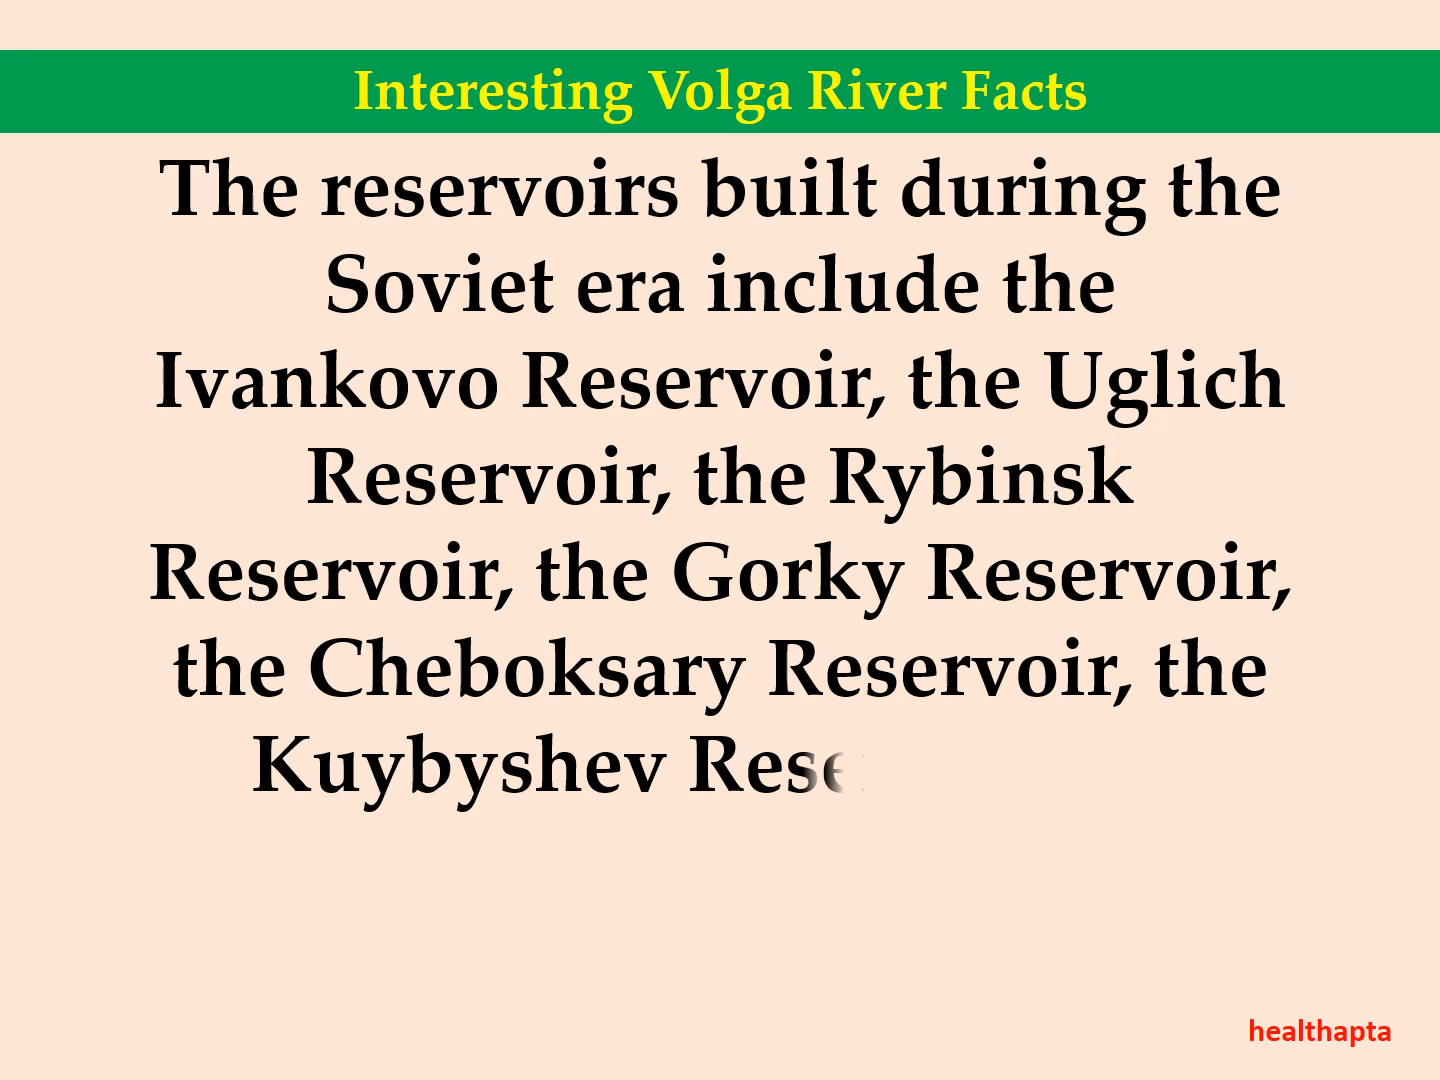 Interesting Volga River Facts
The reservoirs built during the
Soviet era include the
Ivankovo Reservoir, the Uglich
Reservoir, the Rybinsk
Reservoir, the Gorky Reservoir,
the Cheboksary Reservoir, the
Kuybyshev Rese
healthapta